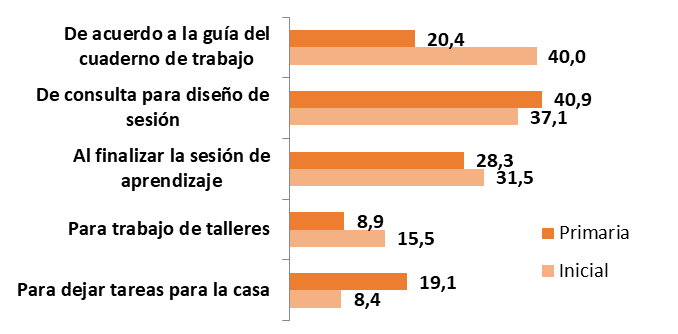 De acuerdo a la guía del
cuaderno de trabajo
20,4
40,0
De consulta para diseño de
sesión
40,9
37,1
Al finalizar la sesión de
aprendizaje
28,3
31,5
Para trabajo de talleres
8,9
15,5
Para dejar tareas para la casa
19,1
8,4
Primaria
Inicial